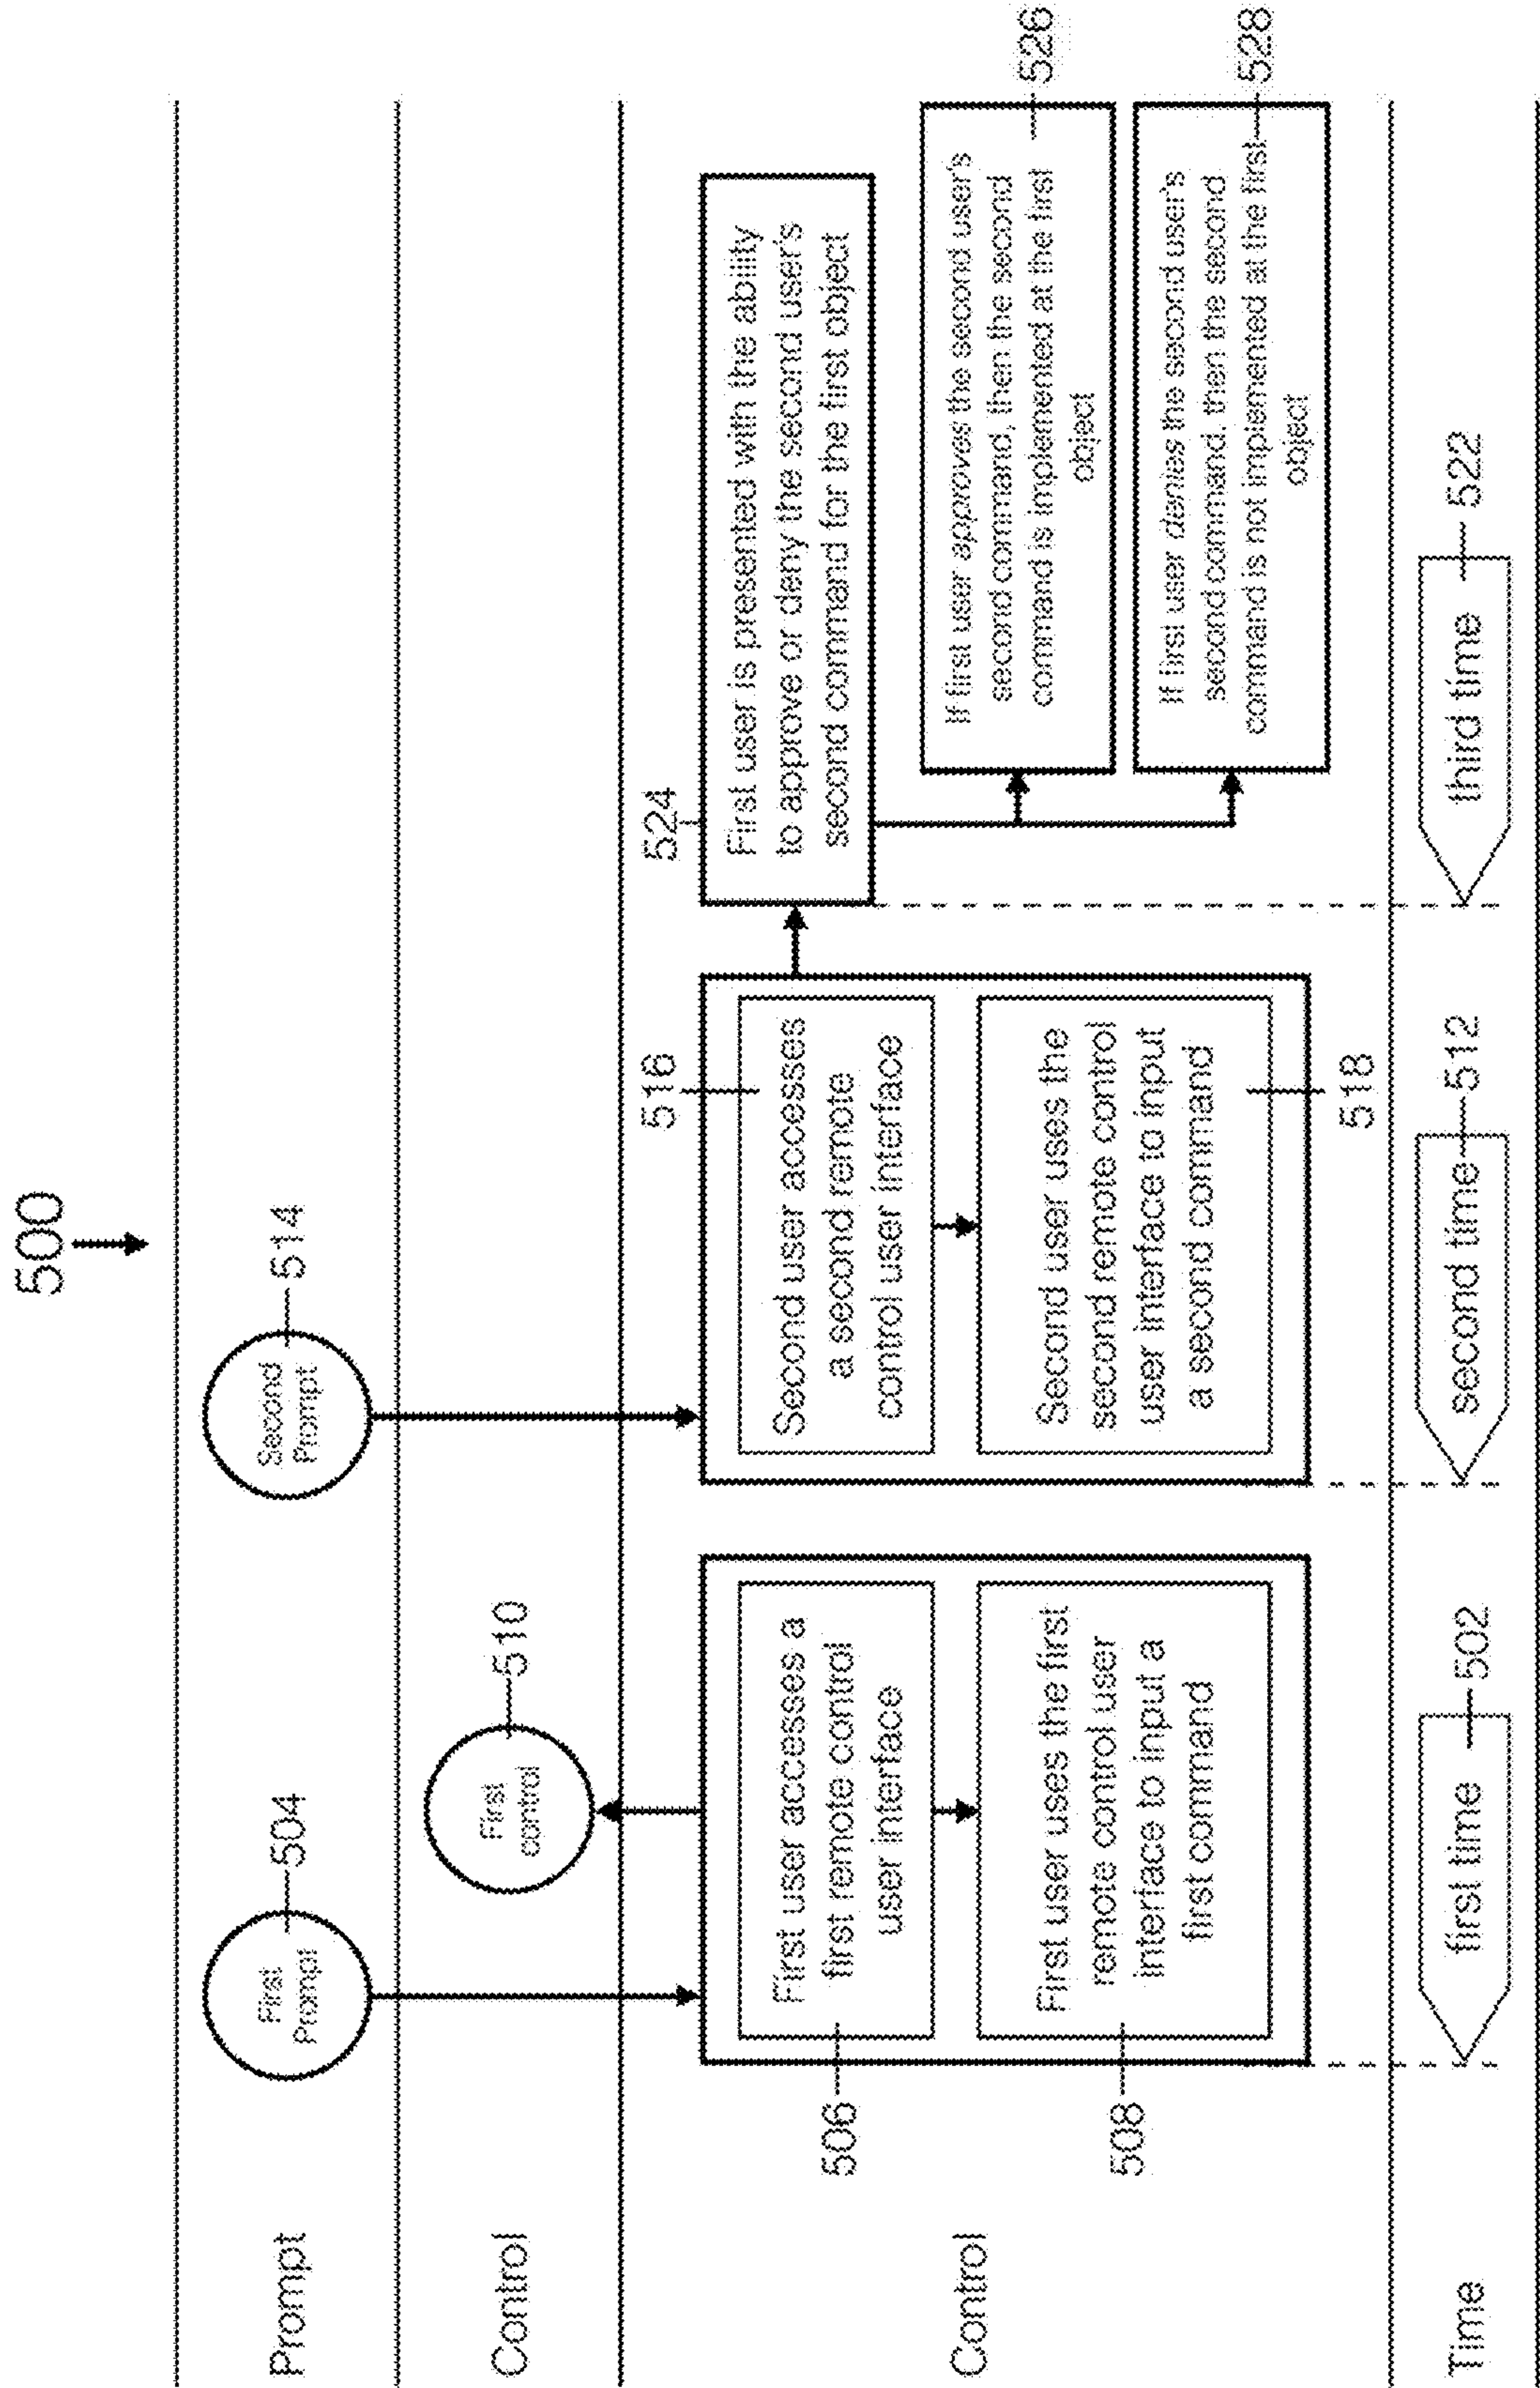 500
Prompt
First
Prompt
504
Second
Prompt
514
Control
First
control
510
Control
506
First user accesses a
first remote control
user interface
508
First user uses the first
remote control user
interface to input a
first command
516
Second user accesses
a second remote
control user interface
Second user uses the
second remote control
user interface to input
a second command
518
524
First user is presented with the ability
to approve or deny the second user's
second command for the first object
If first user approves the second user's
second command, then the second
command is implemented at the first
object
526
If first user denies the second user's
second command, then the second
command is not implemented at the first
object
528
Time
first time
502
second time
512
third time
522